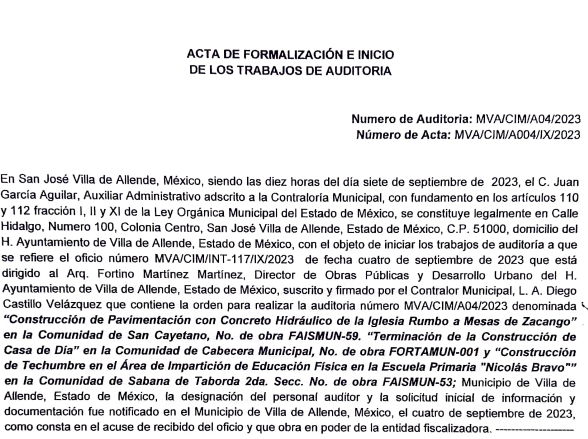 ACTA DE FORMALIZACIÓN E INICIO
DE LOS TRABAJOS DE AUDITORIA
Numero de Auditoria: MVA/CIM/A04/2023
Número de Acta: MVA/CIM/A004/IX/2023
En San José Villa de Allende, México, siendo las diez horas del día siete de septiembre de 2023, el C. Juan
García Aguilar, Auxiliar Administrativo adscrito a la Contraloría Municipal, con fundamento en los artículos 110
y 112 fracción I, II y XI de la Ley Orgánica Municipal del Estado de México, se constituye legalmente en Calle
Hidalgo, Numero 100, Colonia Centro, San José Villa de Allende, Estado de México, C.P. 51000, domicilio del
H. Ayuntamiento de Villa de Allende, Estado de México, con el objeto de iniciar los trabajos de auditoría a que
se refiere el oficio número MVA/CIM/INT-117/IX/2023 de fecha cuatro de septiembre de 2023 que está
dirigido al Arq. Fortino Martínez Martínez, Director de Obras Públicas y Desarrollo Urbano del H.
Ayuntamiento de Villa de Allende, Estado de México, suscrito y firmado por el Contralor Municipal, L. A. Diego
Castillo Velázquez que contiene la orden para realizar la auditoria número MVA/CIM/A04/2023 denominada
“Construcción de Pavimentación con Concreto Hidráulico de la Iglesia Rumbo a Mesas de Zacango”
en la Comunidad de San Cayetano, No. de obra FAISMUN-59. “Terminación de la Construcción de
Casa de Día” en la Comunidad de Cabecera Municipal, No. de obra FORTAMUN-001 y “Construcción
de Techumbre en el Área de Impartición de Educación Física en la Escuela Primaria "Nicolás Bravo"”
en la Comunidad de Sabana de Taborda 2da. Secc. No. de obra FAISMUN-53; Municipio de Villa de
Allende, Estado de México, la designación del personal auditor y la solicitud inicial de información y
documentación fue notificado en el Municipio de Villa de Allende, México, el cuatro de septiembre de 2023,
como consta en el acuse de recibido del oficio y que obra en poder de la entidad fiscalizadora. --------------------